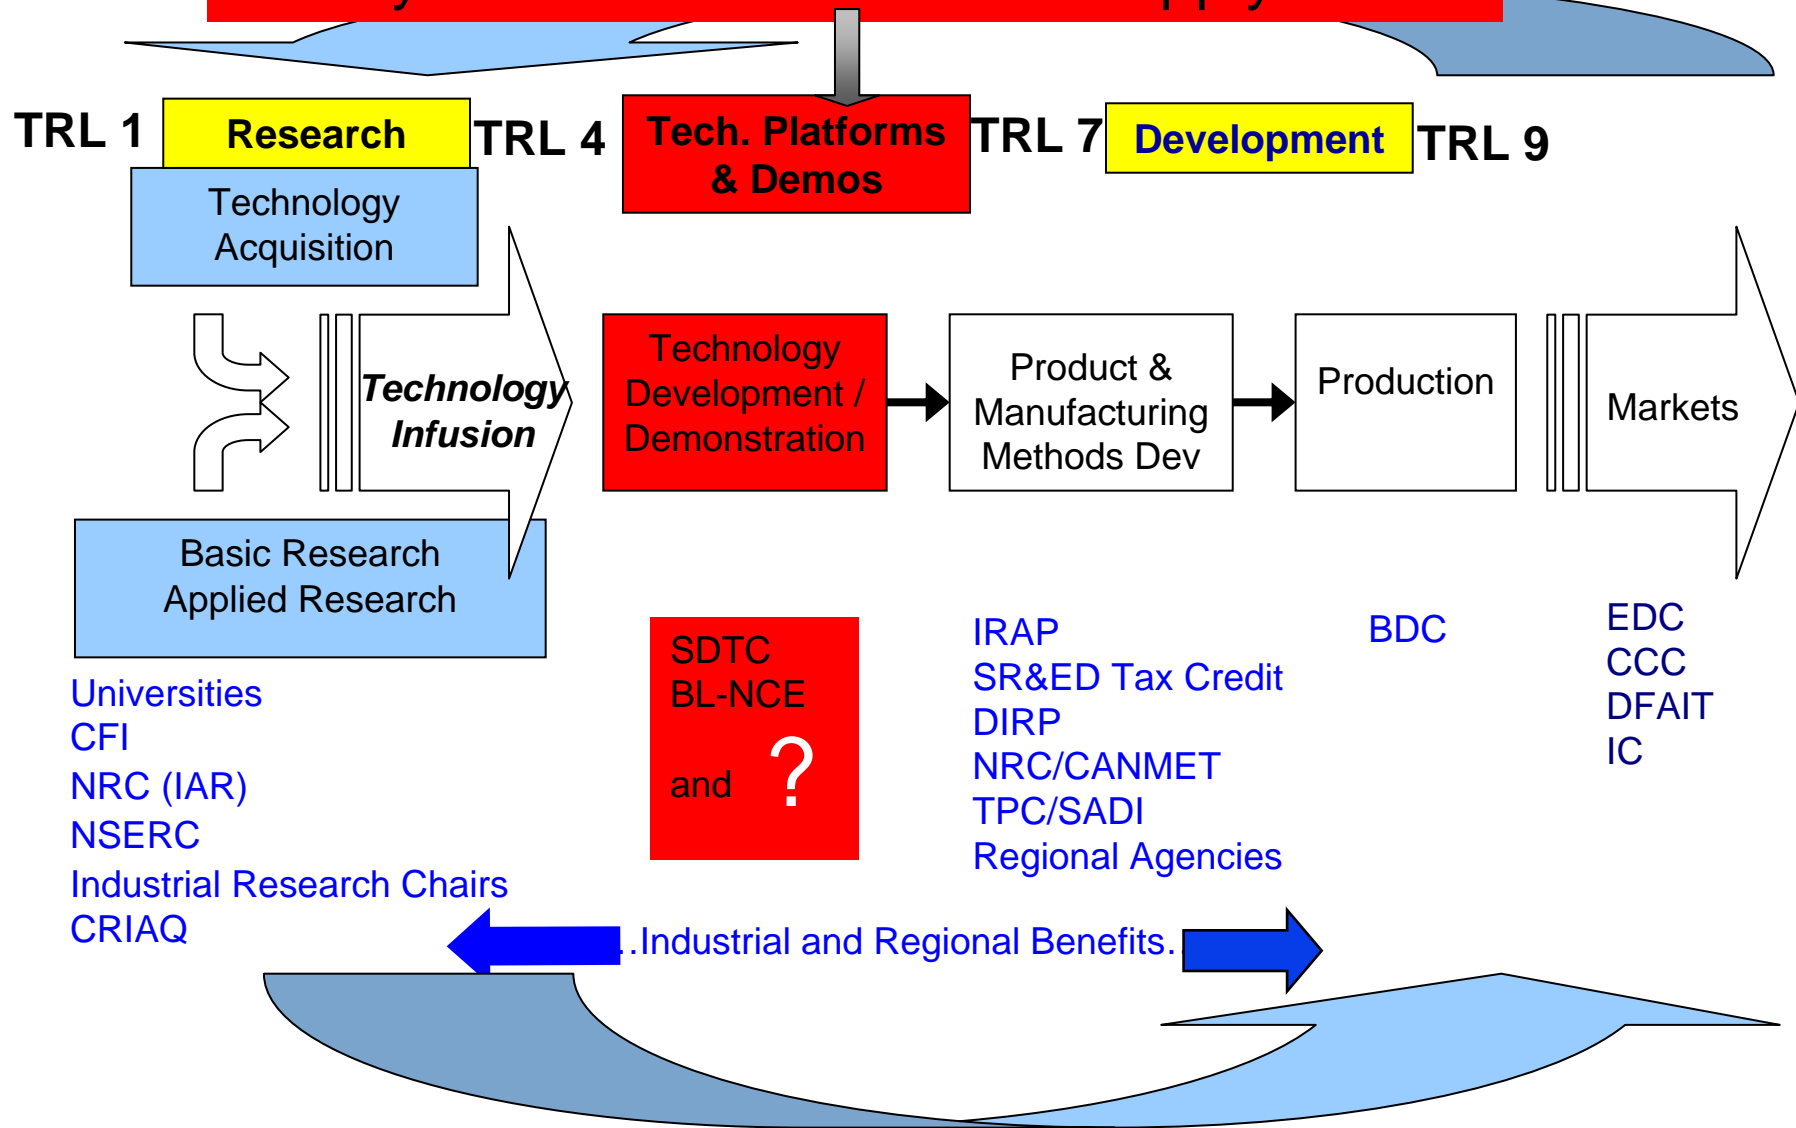 TRL 1
Research
TRL 4
Tech. Platforms
& Demos
TRL 7
Development
TRL 9
Technology
Acquisition
Technology
Infusion
Technology
Development /
Demonstration
Product &
Manufacturing
Methods Dev
Production
Markets
Basic Research
Applied Research
Universities
CFI
NRC (IAR)
NSERC
Industrial Research Chairs
CRIAQ
SDTC
BL-NCE
and ?
IRAP
SR&ED Tax Credit
DIRP
NRC/CANMET
TPC/SADI
Regional Agencies
BDC
EDC
CCC
DFAIT
IC
..Industrial and Regional Benefits..